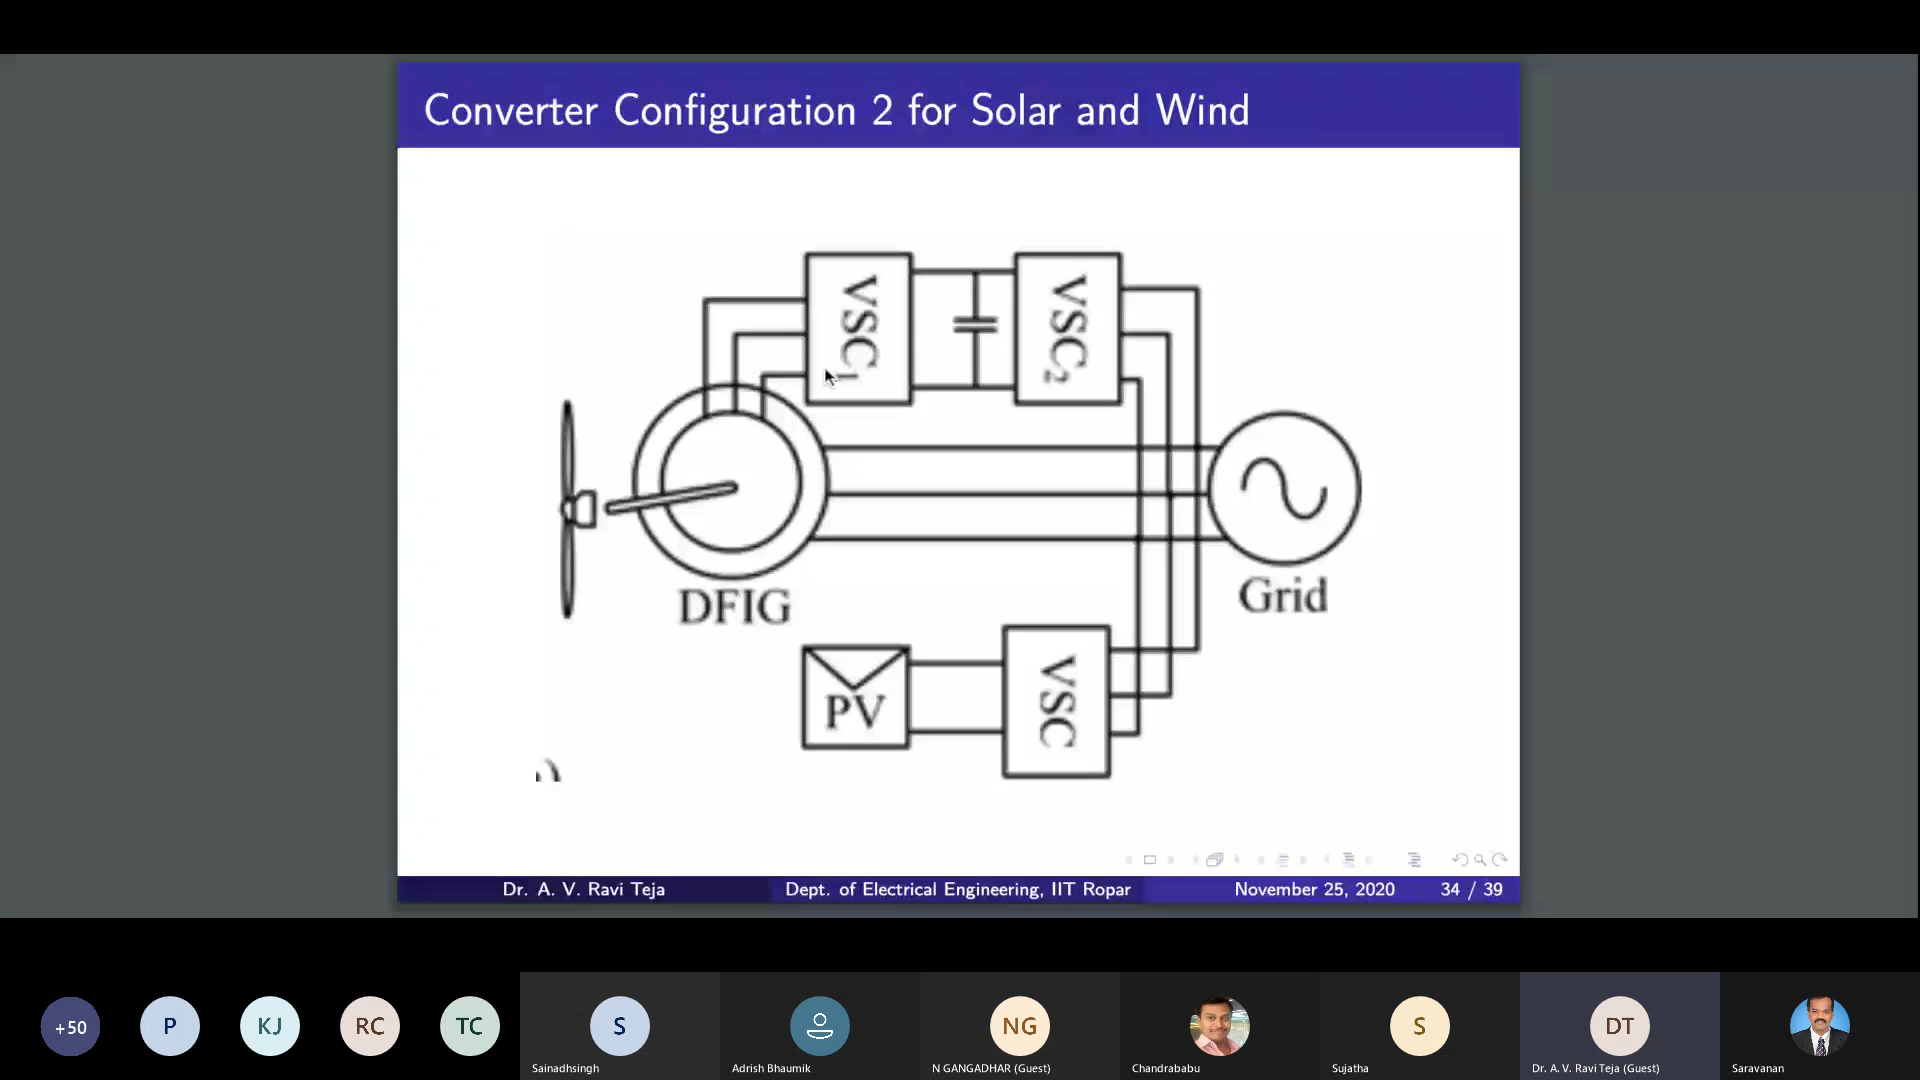 Converter Configuration 2 for Solar and Wind
VSC1
VSC2
DFIG
Grid
PV
VSC
Dr. A. V. Ravi Teja
Dept. of Electrical Engineering, IIT Ropar
November 25, 2020
34 / 39
+50
P
KJ
RC
TC
S
NG
S
DT
Sainadhsingh
Adrish Bhaumik
N GANGADHAR (Guest)
Chandrababu
Sujatha
Dr. A. V. Ravi Teja (Guest)
Saravanan